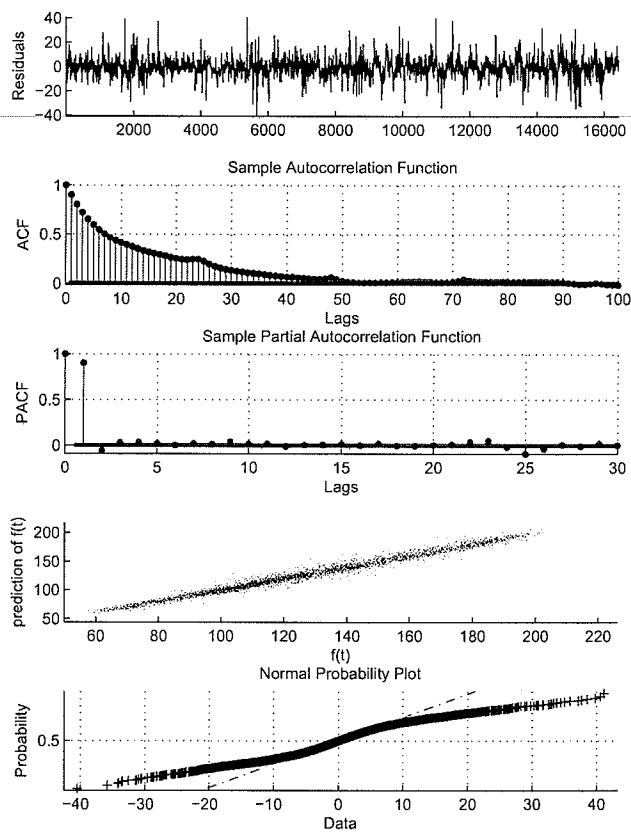 40
20
0
−20
−40
Residuals
2000 4000 6000 8000 10000 12000 14000 16000
Sample Autocorrelation Function
1
0.5
0
ACF
0 10 20 30 40 50 60 70 80 90 100
Lags
Sample Partial Autocorrelation Function
1
0.5
0
PACF
0 5 10 15 20 25 30
Lags
200
150
100
50
prediction of f(t)
60 80 100 120 140 160 180 200 220
f(t)
Normal Probability Plot
0.5
Probability
−40 −30 −20 −10 0 10 20 30 40
Data